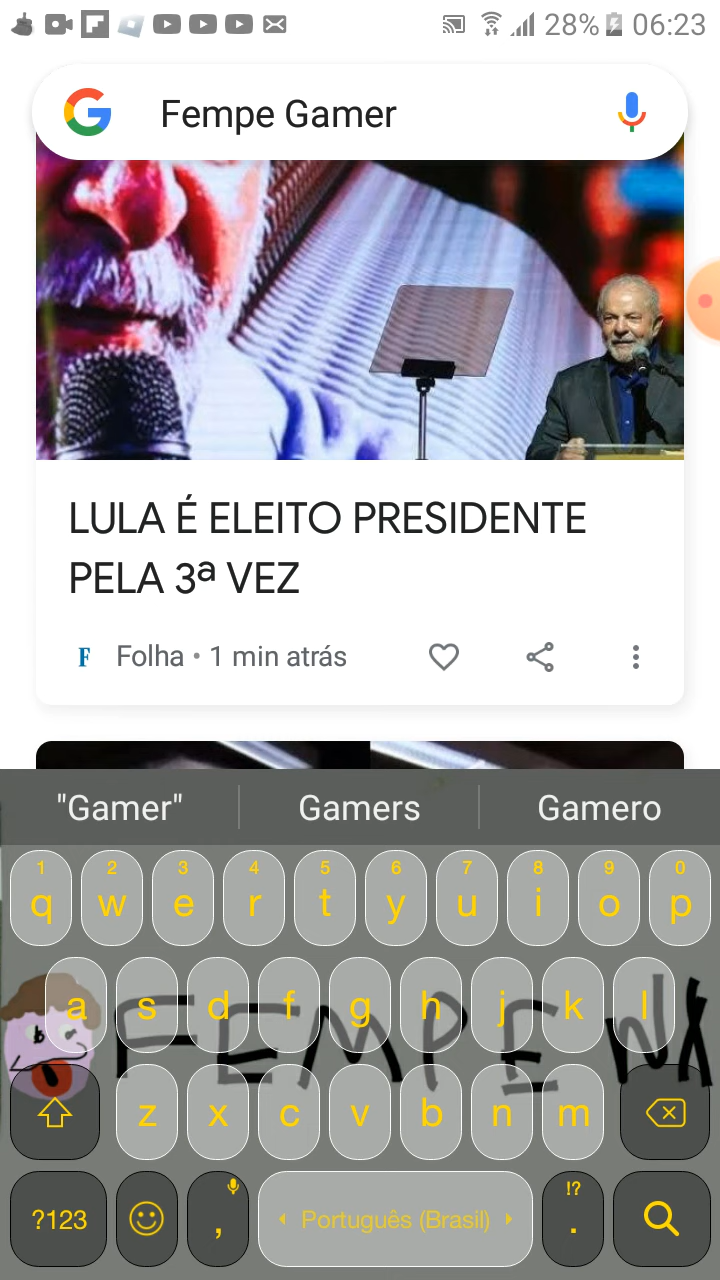 28% 06:23
Fempe Gamer
LULA É ELEITO PRESIDENTE
PELA 3ª VEZ
F Folha • 1 min atrás
"Gamer" Gamers Gamero
1 2 3 4 5 6 7 8 9 0
q w e r t y u i o p
a s d f g h j k l
FEMPE
z x c v b n m
!?
?123 , Português (Brasil) .